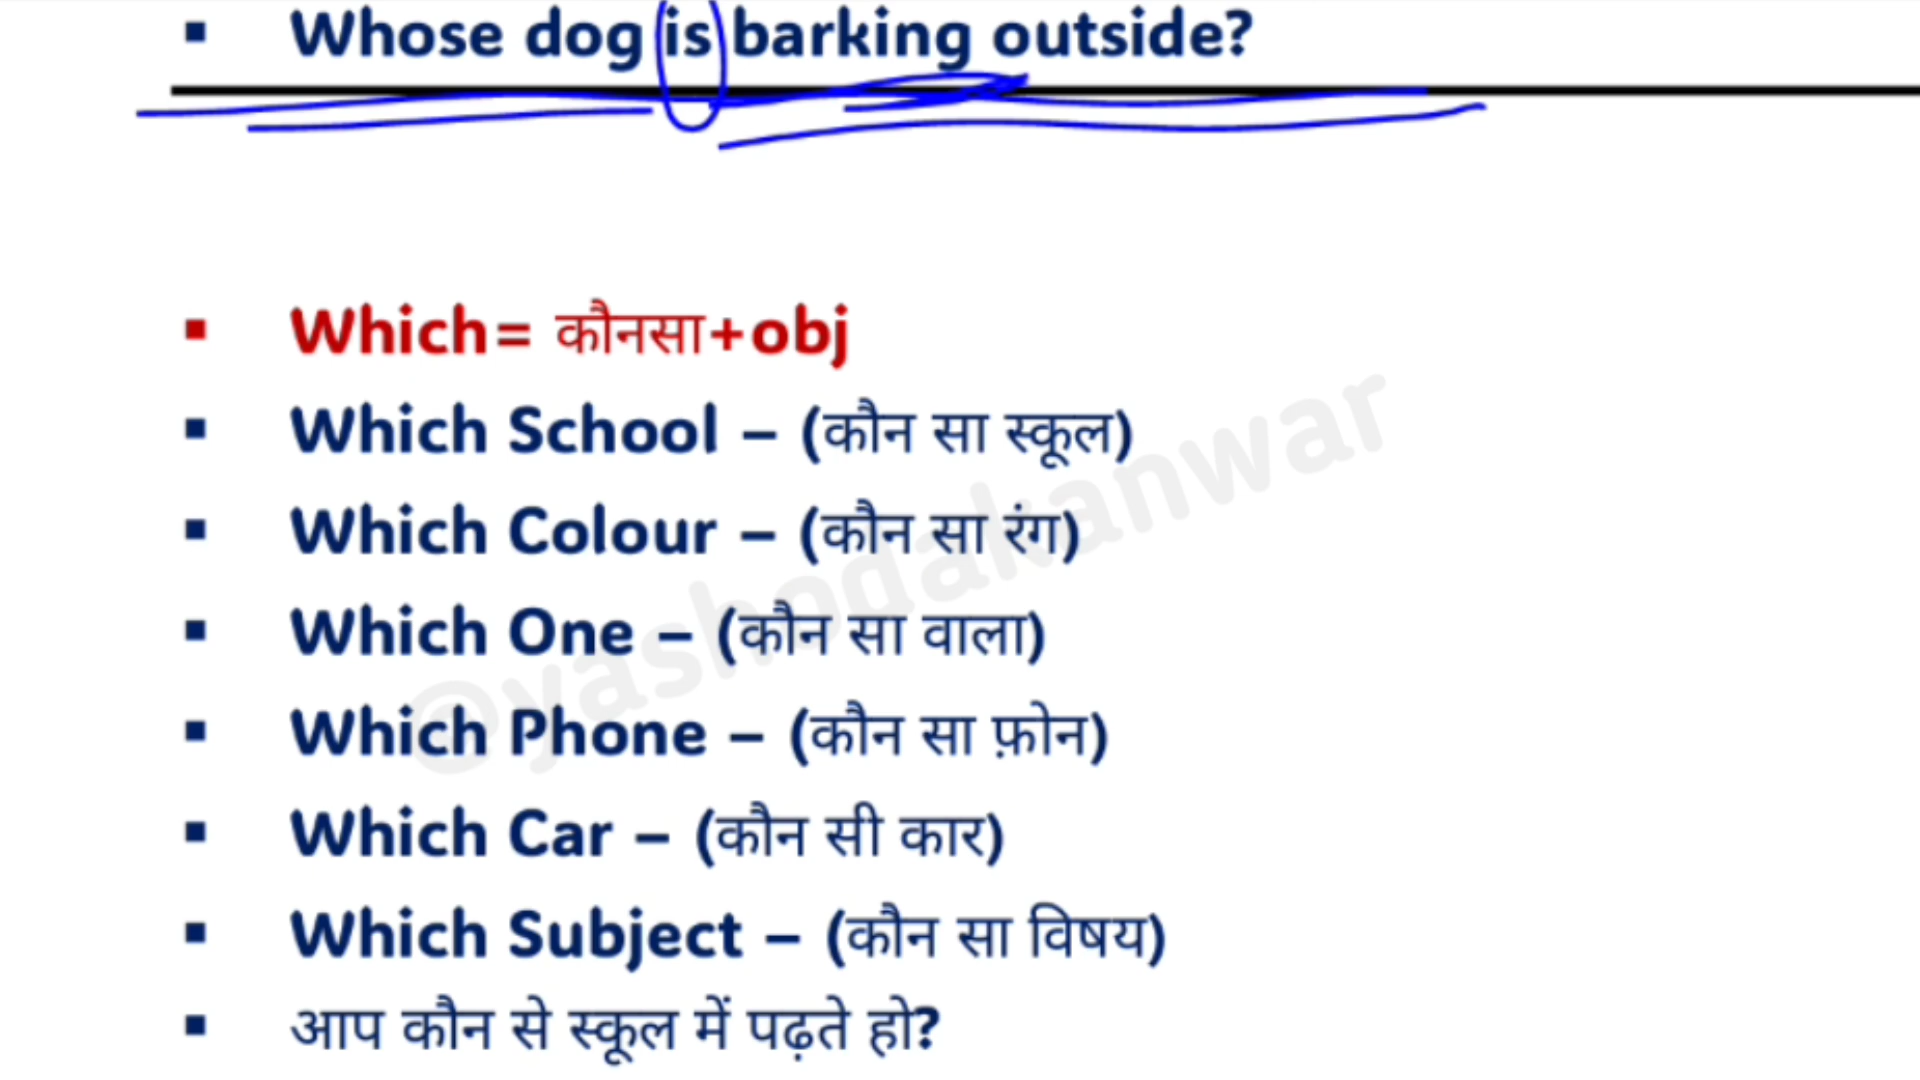 ▪ Whose dog is barking outside?
▪ Which= कौनसा+obj
▪ Which School – (कौन सा स्कूल)
▪ Which Colour – (कौन सा रंग)
▪ Which One – (कौन सा वाला)
▪ Which Phone – (कौन सा फ़ोन)
▪ Which Car – (कौन सी कार)
▪ Which Subject – (कौन सा विषय)
▪ आप कौन से स्कूल में पढ़ते हो?
@yashodakanwar